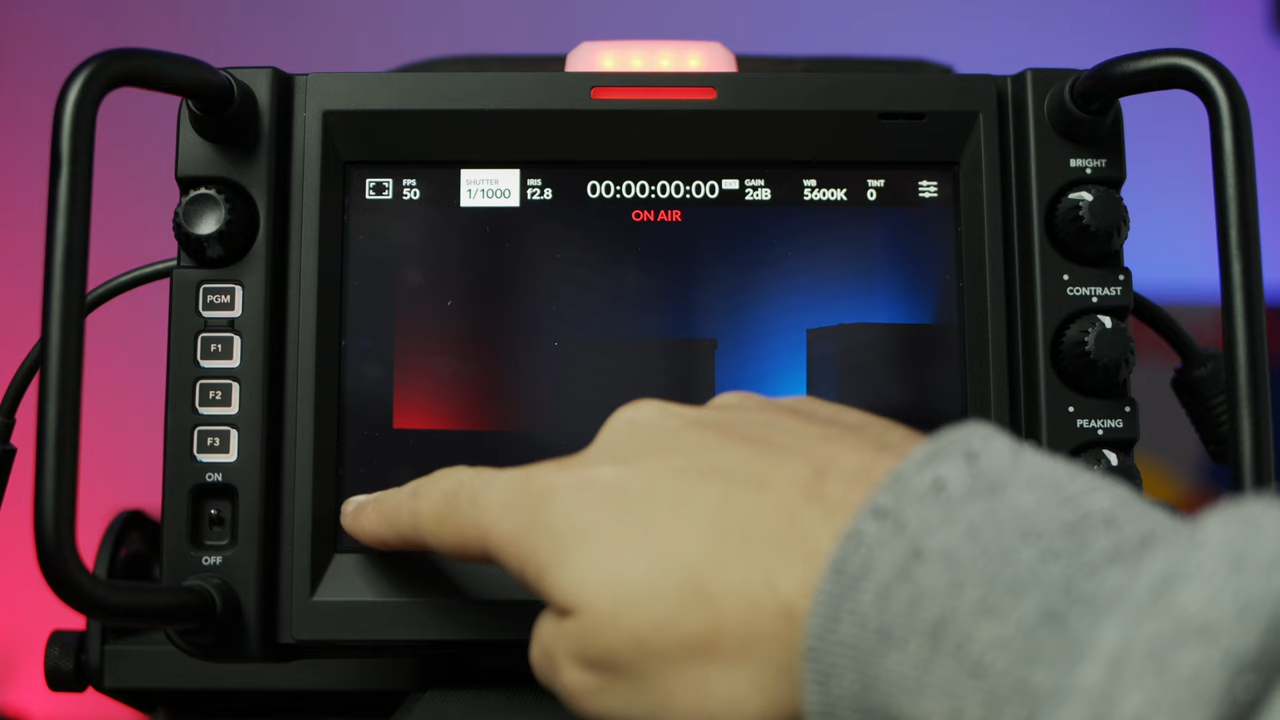 FPS
50
SHUTTER
1/1000
IRIS
f2.8
00:00:00:00
EXT
GAIN
2dB
WB
5600K
TINT
0
ON AIR
BRIGHT
CONTRAST
PEAKING
PGM
F1
F2
F3
ON
OFF